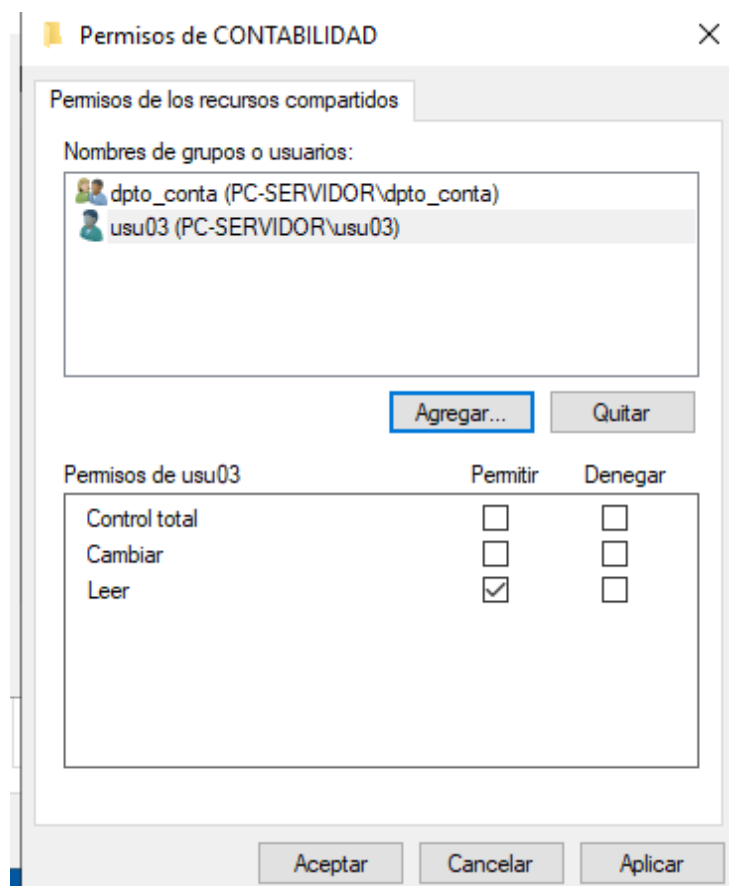 Permisos de CONTABILIDAD
Permisos de los recursos compartidos
Nombres de grupos o usuarios:
dpto_conta (PC-SERVIDOR\dpto_conta)
usu03 (PC-SERVIDOR\usu03)
Agregar... Quitar
Permisos de usu03 Permitir Denegar
Control total
Cambiar
Leer
Aceptar Cancelar Aplicar